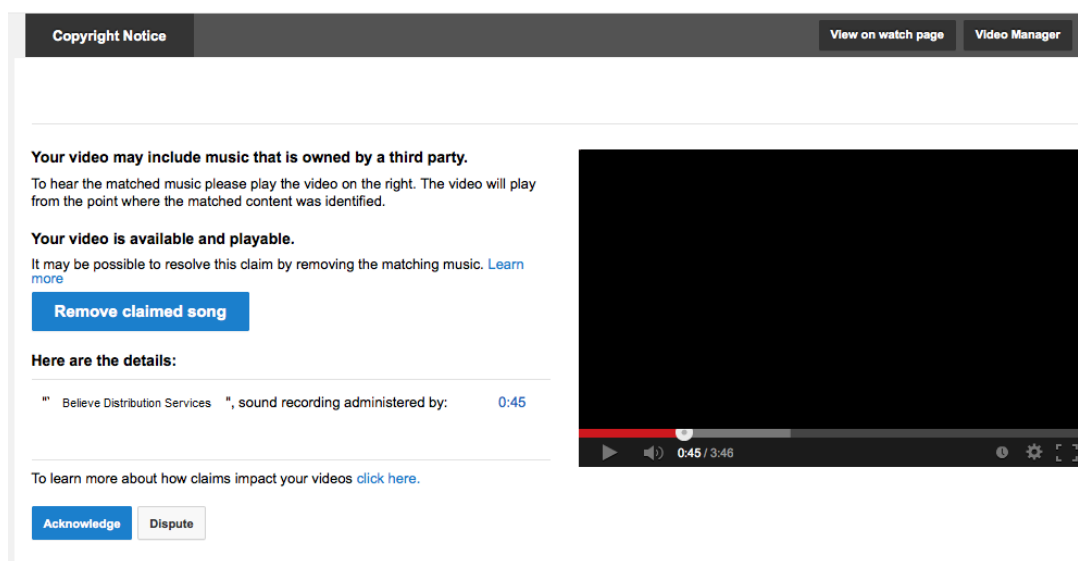 Copyright Notice
View on watch page
Video Manager
Your video may include music that is owned by a third party.
To hear the matched music please play the video on the right. The video will play
from the point where the matched content was identified.
Your video is available and playable.
It may be possible to resolve this claim by removing the matching music. Learn
more
Remove claimed song
Here are the details:
"' Believe Distribution Services ", sound recording administered by: 0:45
0:45 / 3:46
To learn more about how claims impact your videos click here.
Acknowledge
Dispute